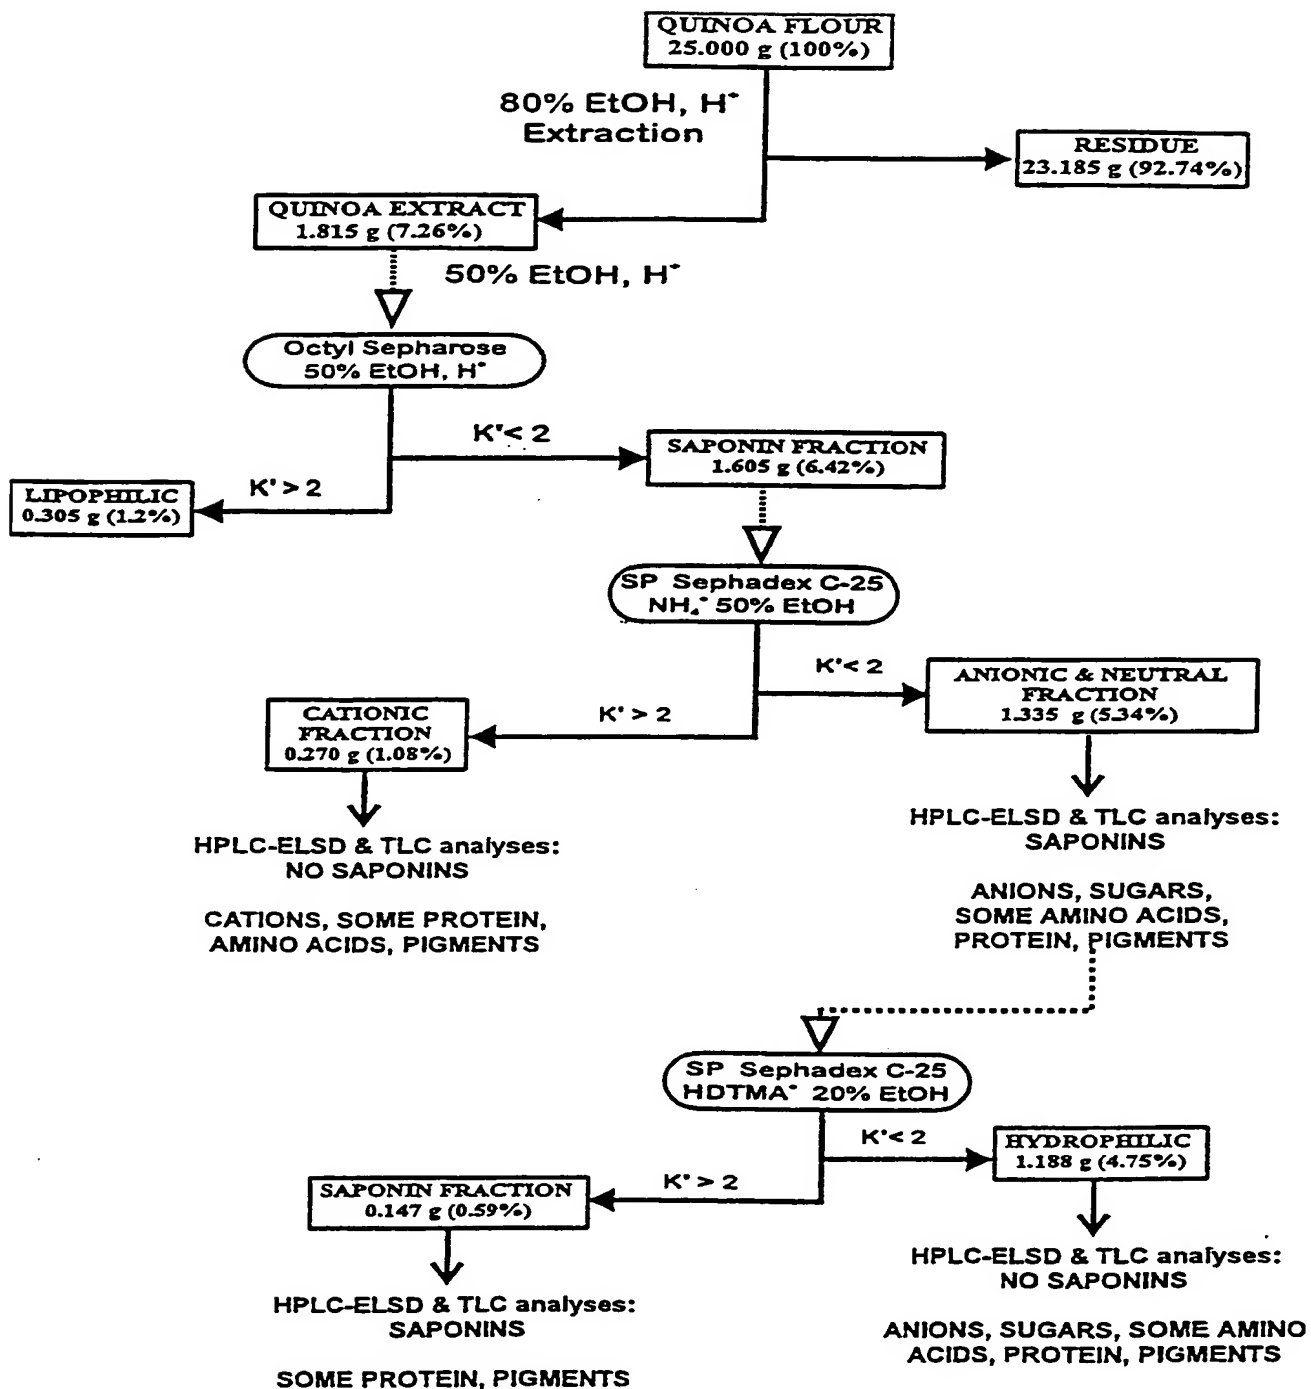 QUINOA FLOUR
25.000 g (100%)
80% EtOH, H+
Extraction
RESIDUE
23.185 g (92.74%)
QUINOA EXTRACT
1.815 g (7.26%)
50% EtOH, H+
Octyl Sepharose
50% EtOH, H+
K'< 2
SAPONIN FRACTION
1.605 g (6.42%)
K' > 2
LIPOPHILIC
0.305 g (1.2%)
SP Sephadex C-25
NH₄+ 50% EtOH
K'< 2
ANIONIC & NEUTRAL
FRACTION
1.335 g (5.34%)
K' > 2
CATIONIC
FRACTION
0.270 g (1.08%)
HPLC-ELSD & TLC analyses:
NO SAPONINS
CATIONS, SOME PROTEIN,
AMINO ACIDS, PIGMENTS
HPLC-ELSD & TLC analyses:
SAPONINS
ANIONS, SUGARS,
SOME AMINO ACIDS,
PROTEIN, PIGMENTS
SP Sephadex C-25
HDTMA+ 20% EtOH
K'< 2
HYDROPHILIC
1.188 g (4.75%)
K' > 2
SAPONIN FRACTION
0.147 g (0.59%)
HPLC-ELSD & TLC analyses:
SAPONINS
SOME PROTEIN, PIGMENTS
HPLC-ELSD & TLC analyses:
NO SAPONINS
ANIONS, SUGARS, SOME AMINO
ACIDS, PROTEIN, PIGMENTS